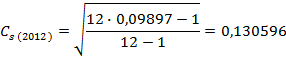 C_s (2012) = √((12 · 0,09897 − 1) / (12 − 1)) = 0,130596